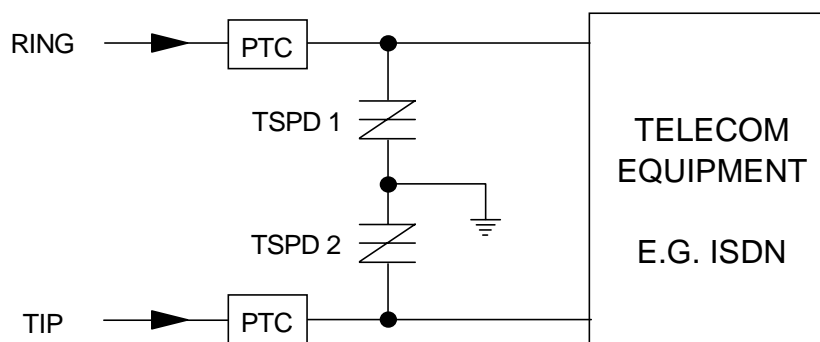 RING
PTC
TSPD 1
TELECOM
EQUIPMENT
TSPD 2
E.G. ISDN
TIP
PTC